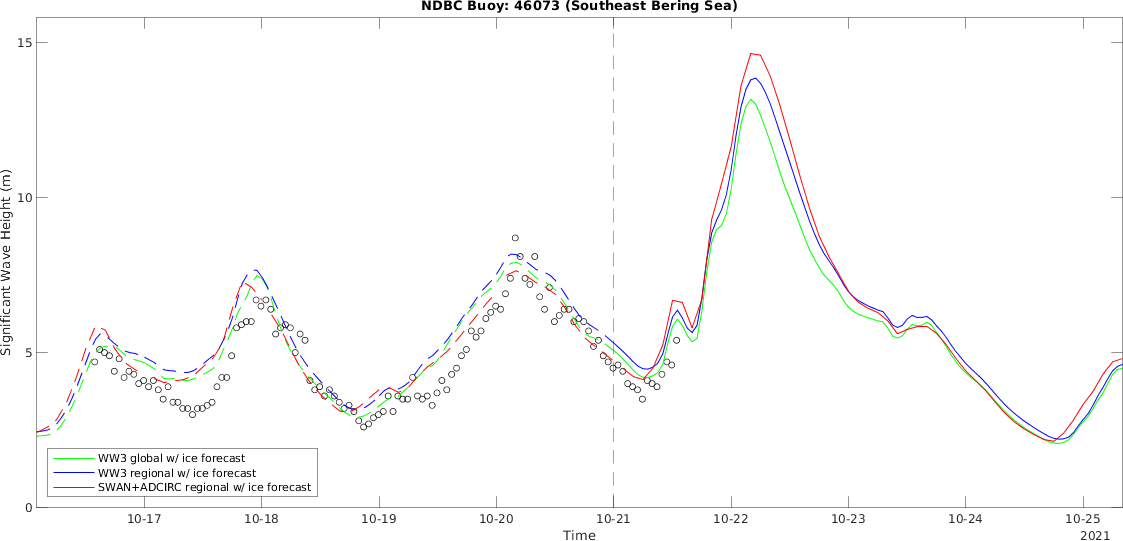 NDBC Buoy: 46073 (Southeast Bering Sea)
Significant Wave Height (m)
15
10
5
0
WW3 global w/ ice forecast
WW3 regional w/ ice forecast
SWAN+ADCIRC regional w/ ice forecast
10-17
10-18
10-19
10-20
10-21
10-22
10-23
10-24
10-25
Time
2021